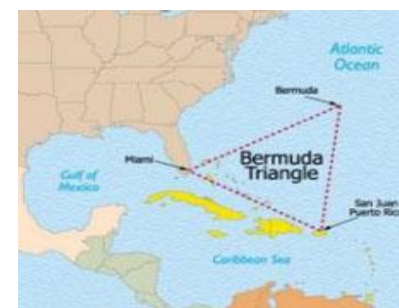 Atlantic
Ocean
Bermuda
Miami
Bermuda
Triangle
Gulf of
Mexico
San Juan
Puerto Rico
Caribbean Sea